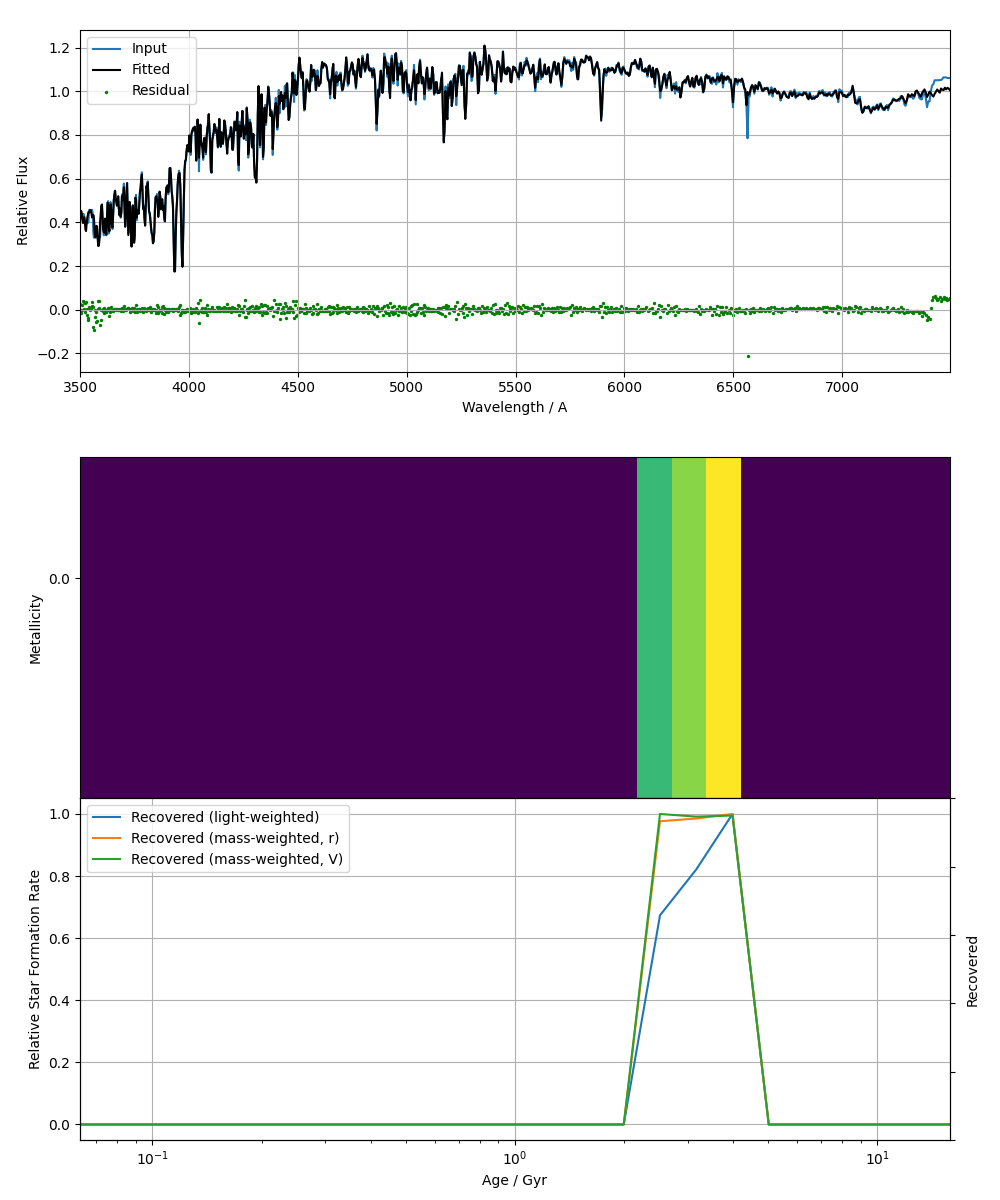 1.2
1.0
0.8
0.6
0.4
0.2
0.0
−0.2
Relative Flux
Input
Fitted
Residual
3500 4000 4500 5000 5500 6000 6500 7000
Wavelength / A
0.0
Metallicity
1.0
0.8
0.6
0.4
0.2
0.0
Relative Star Formation Rate
Recovered (light-weighted)
Recovered (mass-weighted, r)
Recovered (mass-weighted, V)
Recovered
10⁻¹ 10⁰ 10¹
Age / Gyr